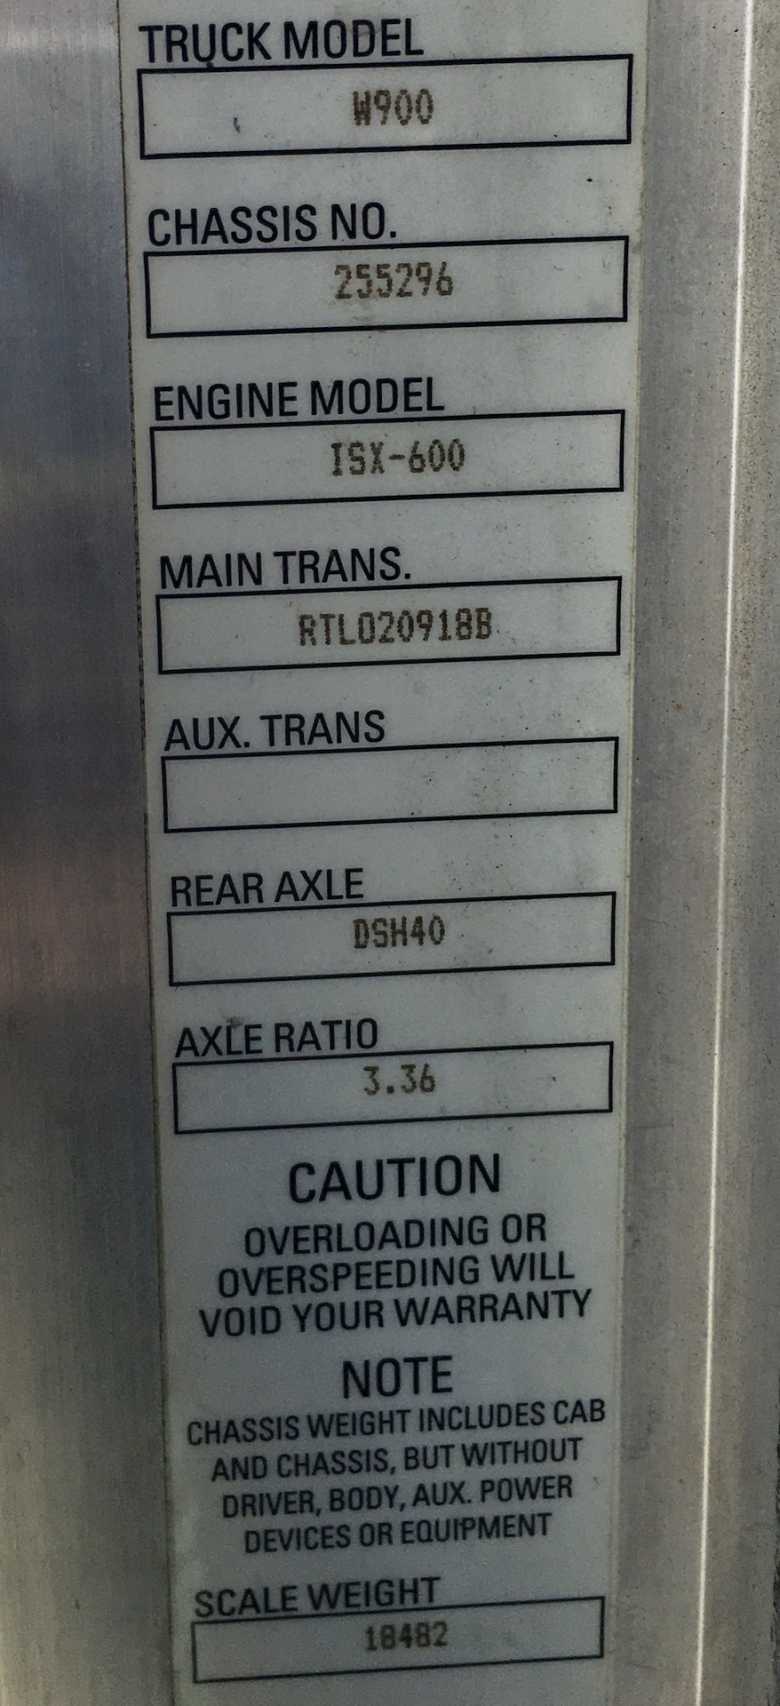 TRUCK MODEL
W900
CHASSIS NO.
255296
ENGINE MODEL
ISX-600
MAIN TRANS.
RTLO20918B
AUX. TRANS
REAR AXLE
DSH40
AXLE RATIO
3.36
CAUTION
OVERLOADING OR
OVERSPEEDING WILL
VOID YOUR WARRANTY
NOTE
CHASSIS WEIGHT INCLUDES CAB
AND CHASSIS, BUT WITHOUT
DRIVER, BODY, AUX. POWER
DEVICES OR EQUIPMENT
SCALE WEIGHT
18482